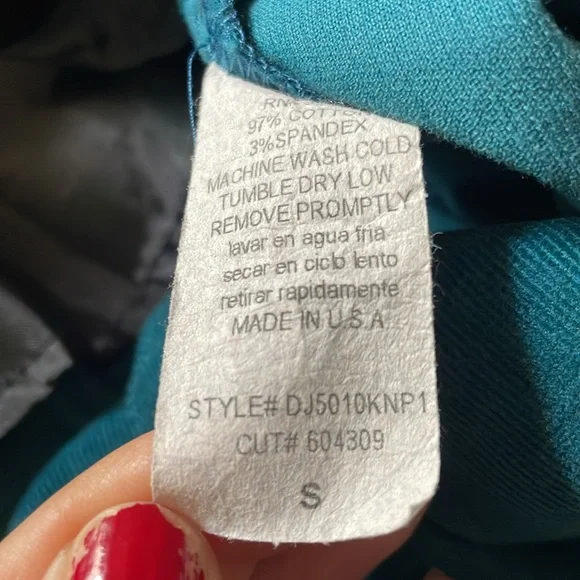 97% COTTON
3%SPANDEX
MACHINE WASH COLD
TUMBLE DRY LOW
REMOVE PROMPTLY
lavar en agua fria
secar en ciclo lento
retirar rapidamente
MADE IN U.S.A
STYLE# DJ5010KNP1
CUT# 604309
S